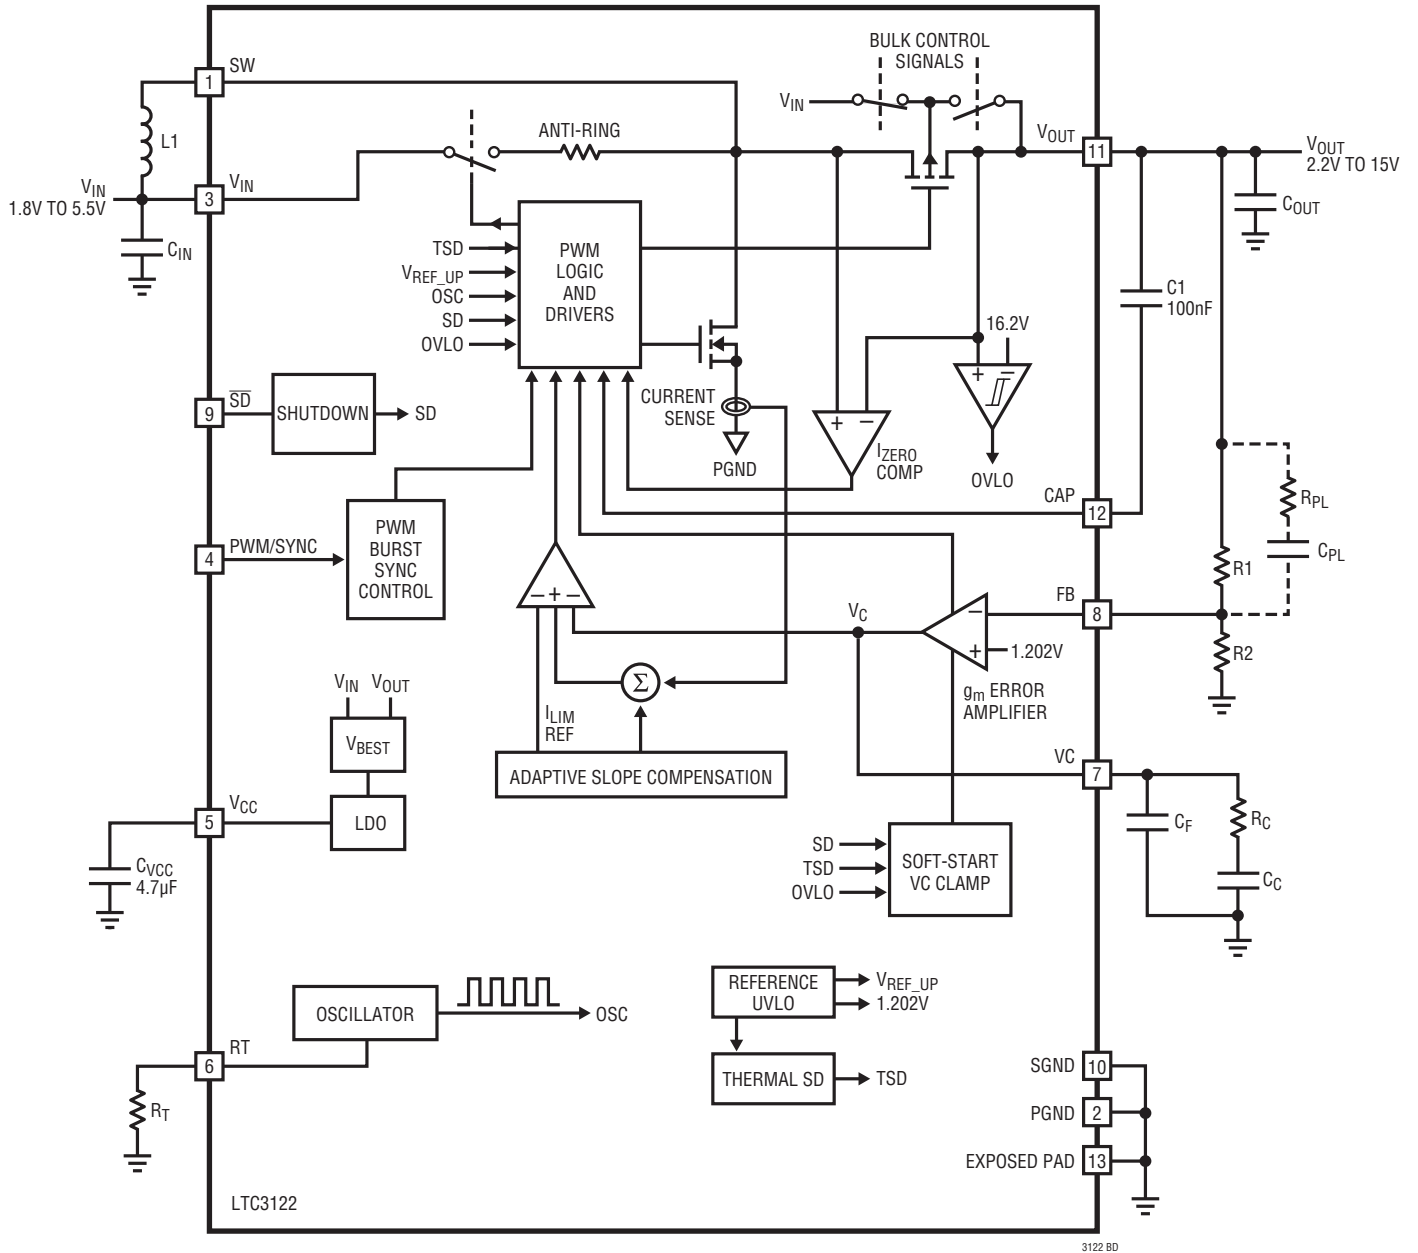 BULK CONTROL
SIGNALS
SW
1
VIN
ANTI-RING
VOUT
11
VOUT
2.2V TO 15V
L1
VIN
1.8V TO 5.5V
3
VIN
COUT
CIN
TSD
VREF_UP
OSC
SD
OVLO
PWM
LOGIC
AND
DRIVERS
C1
100nF
16.2V
+ −
CURRENT
SENSE
PGND
+ −
IZERO
COMP
OVLO
9
SD
SHUTDOWN
SD
CAP
12
RPL
CPL
4
PWM/SYNC
PWM
BURST
SYNC
CONTROL
− + −
VC
−
+
1.202V
FB
8
R1
R2
gm ERROR
AMPLIFIER
Σ
ILIM
REF
ADAPTIVE SLOPE COMPENSATION
VIN VOUT
VBEST
LDO
VC
7
CF
RC
CC
5
VCC
CVCC
4.7µF
SD
TSD
OVLO
SOFT-START
VC CLAMP
OSCILLATOR
OSC
REFERENCE
UVLO
VREF_UP
1.202V
THERMAL SD
TSD
6
RT
RT
SGND
10
PGND
2
EXPOSED PAD
13
LTC3122
3122 BD